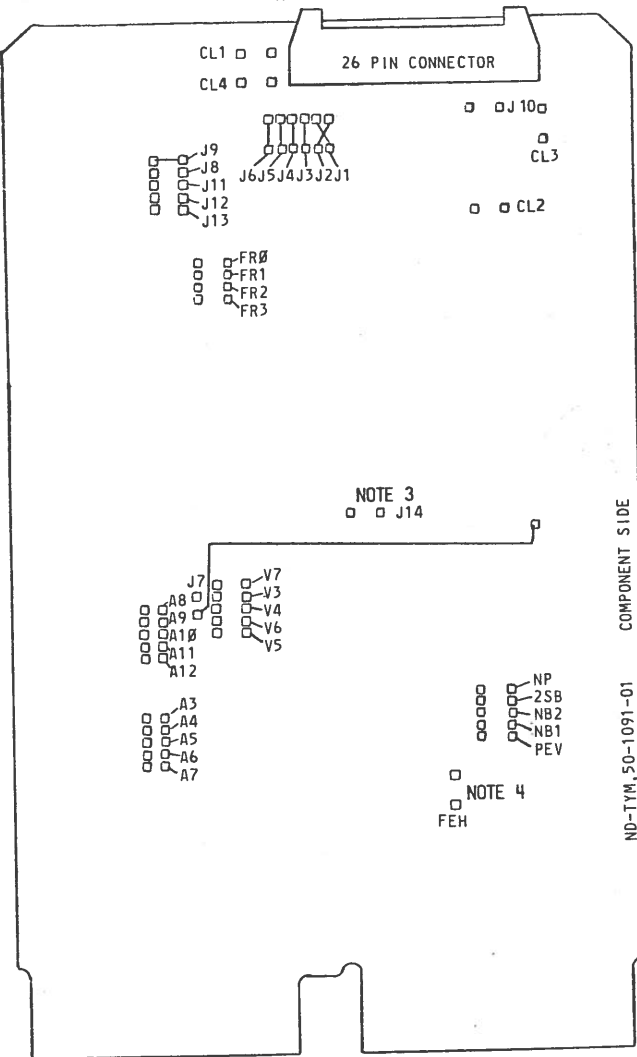 CL1
26 PIN CONNECTOR
CL4
J10
CL3
J9
J8
J11
J12
J13
J6J5J4J3J2J1
CL2
FRØ
FR1
FR2
FR3
NOTE 3
J14
J7
V7
V3
V4
V6
V5
A8
A9
A1Ø
A11
A12
A3
A4
A5
A6
A7
NP
2SB
NB2
NB1
PEV
NOTE 4
FEH
COMPONENT SIDE
ND-TYM,50-1091-01